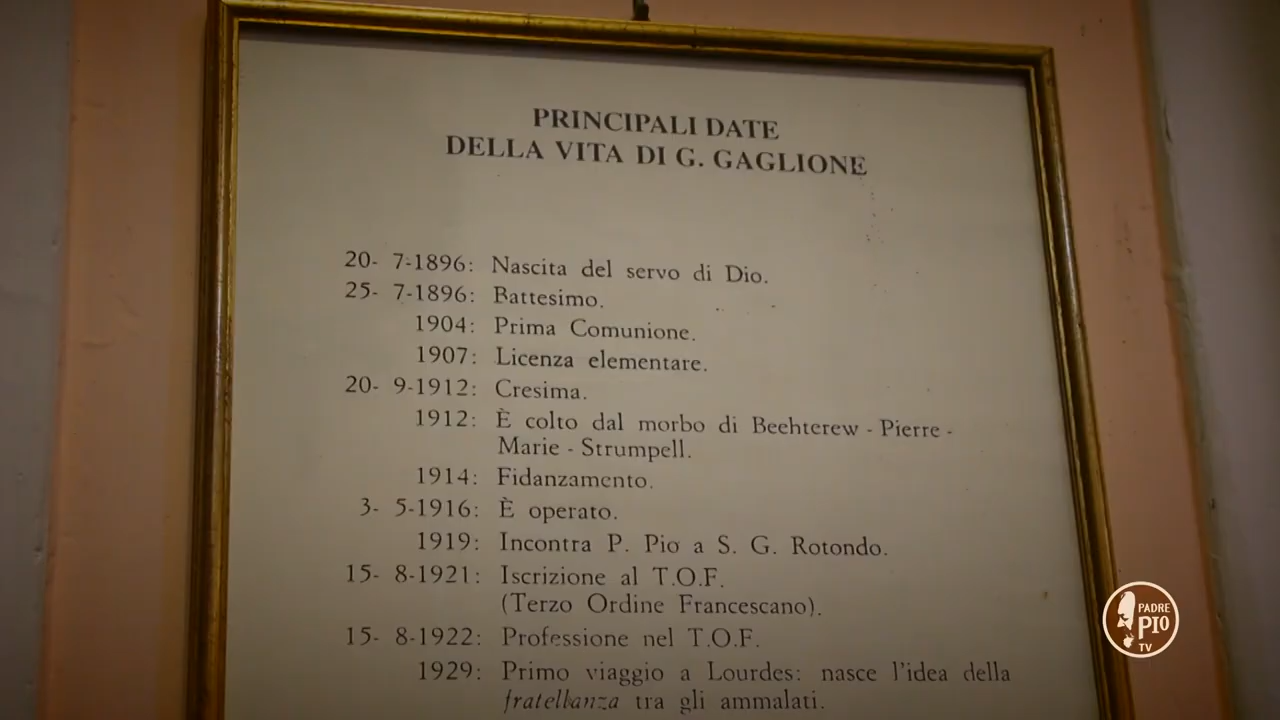 PRINCIPALI DATE
DELLA VITA DI G. GAGLIONE
20- 7-1896: Nascita del servo di Dio.
25- 7-1896: Battesimo.
1904: Prima Comunione.
1907: Licenza elementare.
20- 9-1912: Cresima.
1912: È colto dal morbo di Beehterew - Pierre -
Marie - Strumpell.
1914: Fidanzamento.
3- 5-1916: È operato.
1919: Incontra P. Pio a S. G. Rotondo.
15- 8-1921: Iscrizione al T.O.F.
(Terzo Ordine Francescano).
15- 8-1922: Professione nel T.O.F.
1929: Primo viaggio a Lourdes: nasce l'idea della
fratellanza tra gli ammalati.
PADRE
PIO
TV